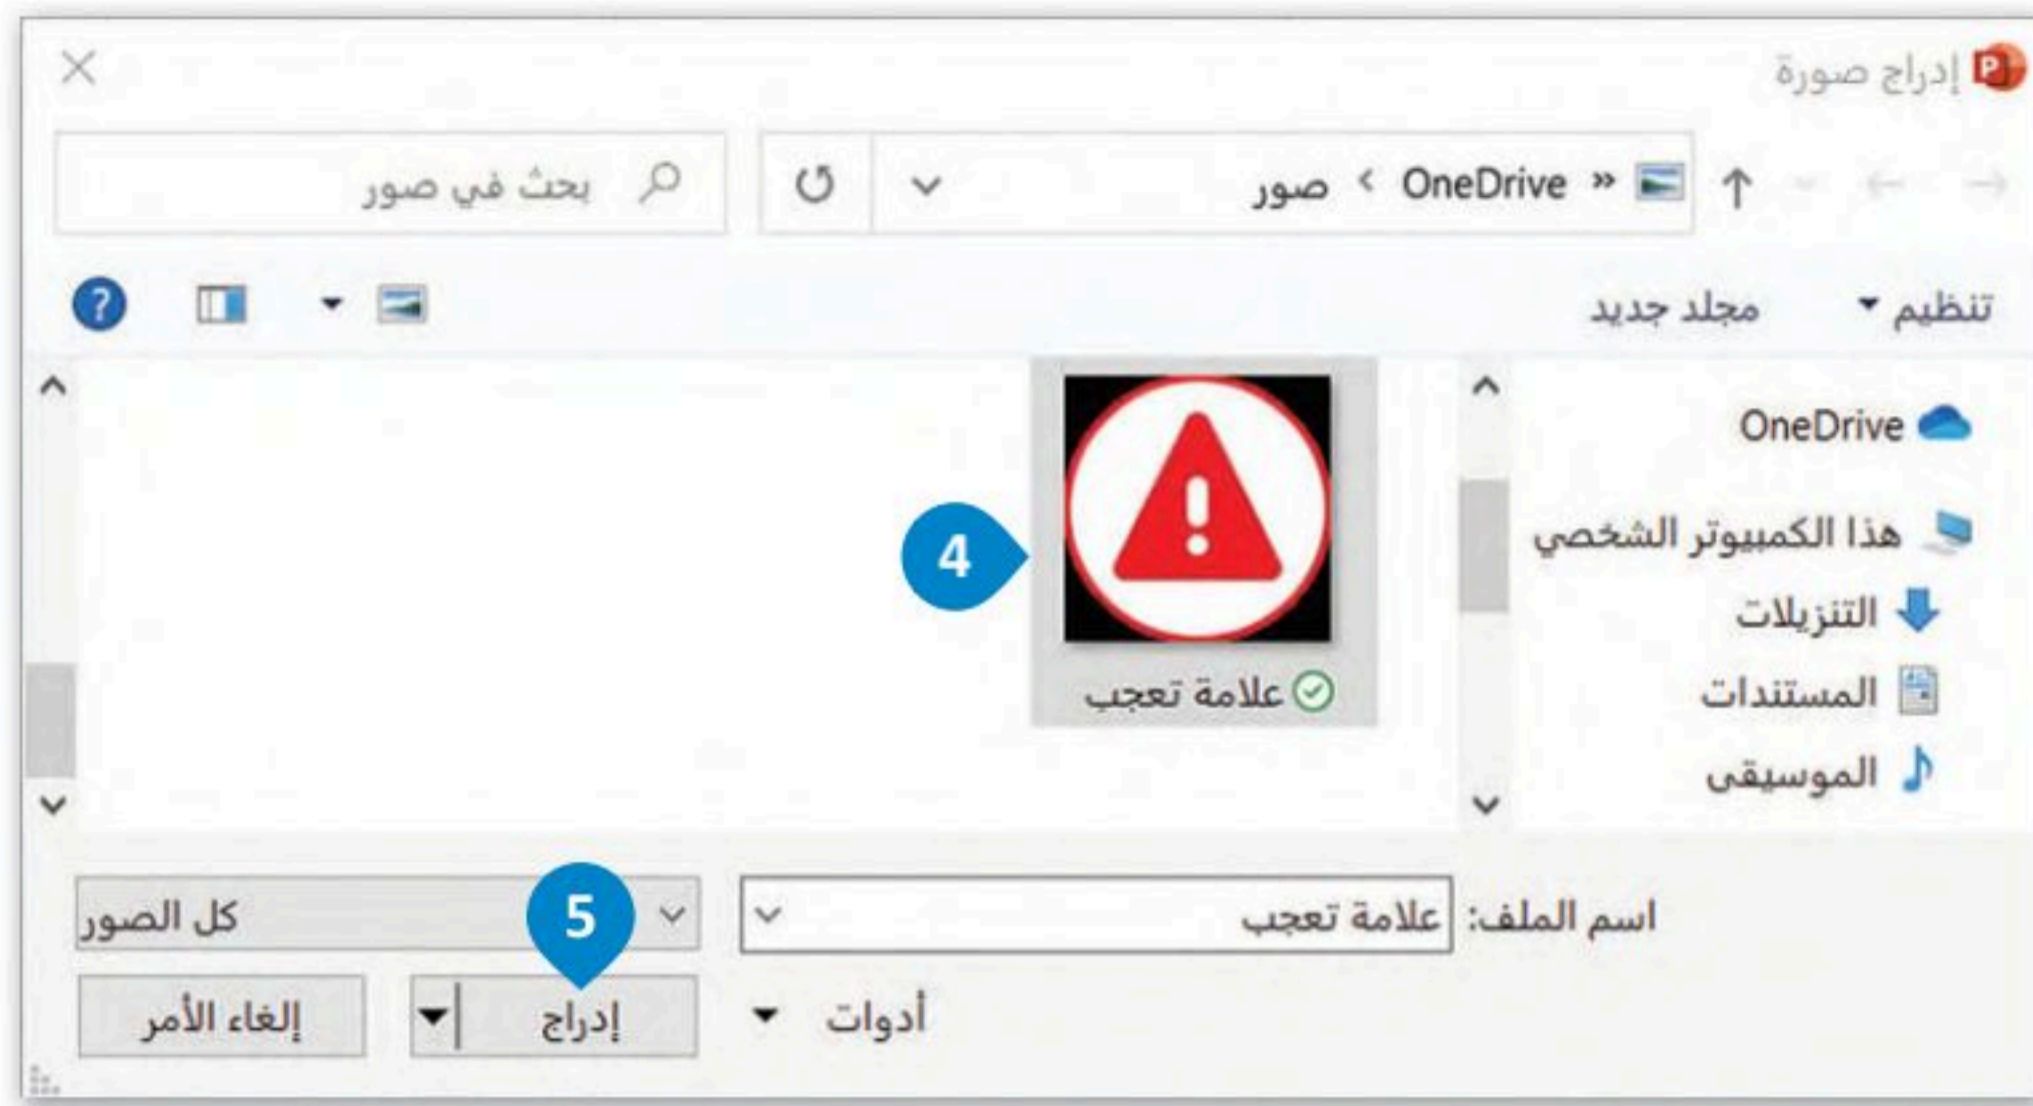 إدراج صورة
OneDrive › صور
بحث في صور
تنظيم
مجلد جديد
OneDrive
هذا الكمبيوتر الشخصي
التنزيلات
المستندات
الموسيقى
علامة تعجب
4
اسم الملف: علامة تعجب
كل الصور
5
أدوات
إدراج
إلغاء الأمر